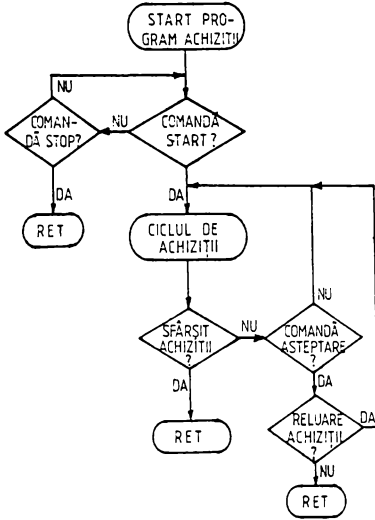 START PRO-
GRAM ACHIZIȚII
NU
COMAN-
DĂ STOP?
NU
COMANDĂ
START?
DA
DA
RET
CICLUL DE
ACHIZIȚII
NU
SFÂRȘIT
ACHIZIȚII
?
NU
COMANDĂ
AȘTEPTARE
?
DA
DA
RELUARE
ACHIZIȚII
?
DA
RET
NU
RET